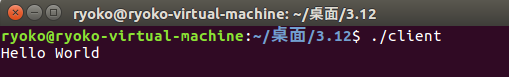 ryoko@ryoko-virtual-machine: ~/桌面/3.12
ryoko@ryoko-virtual-machine:~/桌面/3.12$ ./client
Hello World